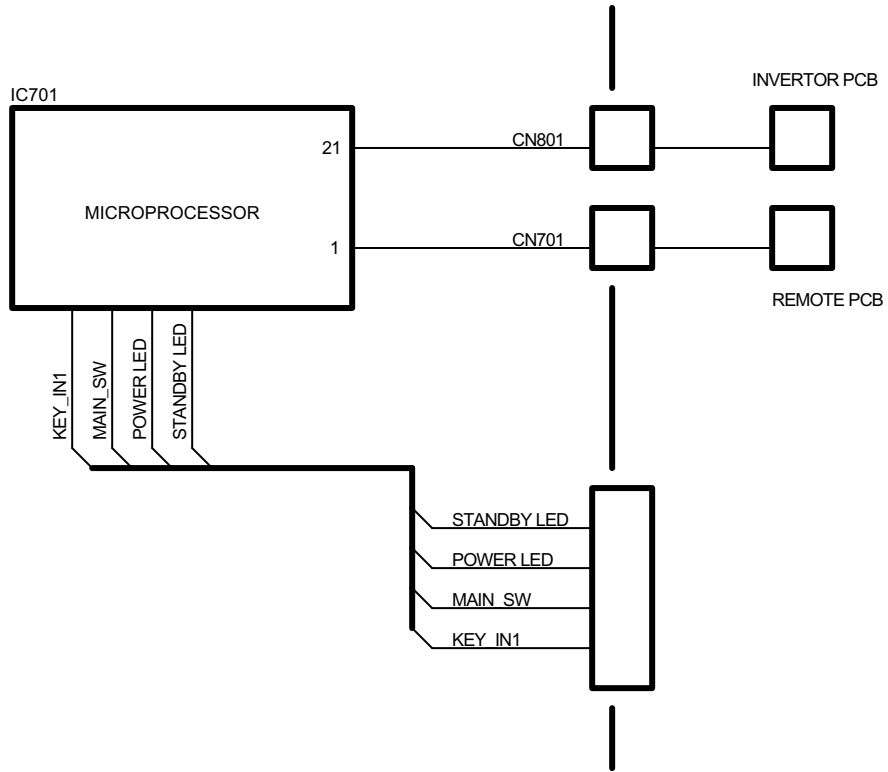 INVERTOR PCB
IC701
21
CN801
MICROPROCESSOR
1
CN701
REMOTE PCB
KEY_IN1
MAIN_SW
POWER LED
STANDBY LED
STANDBY LED
POWER LED
MAIN_SW
KEY_IN1